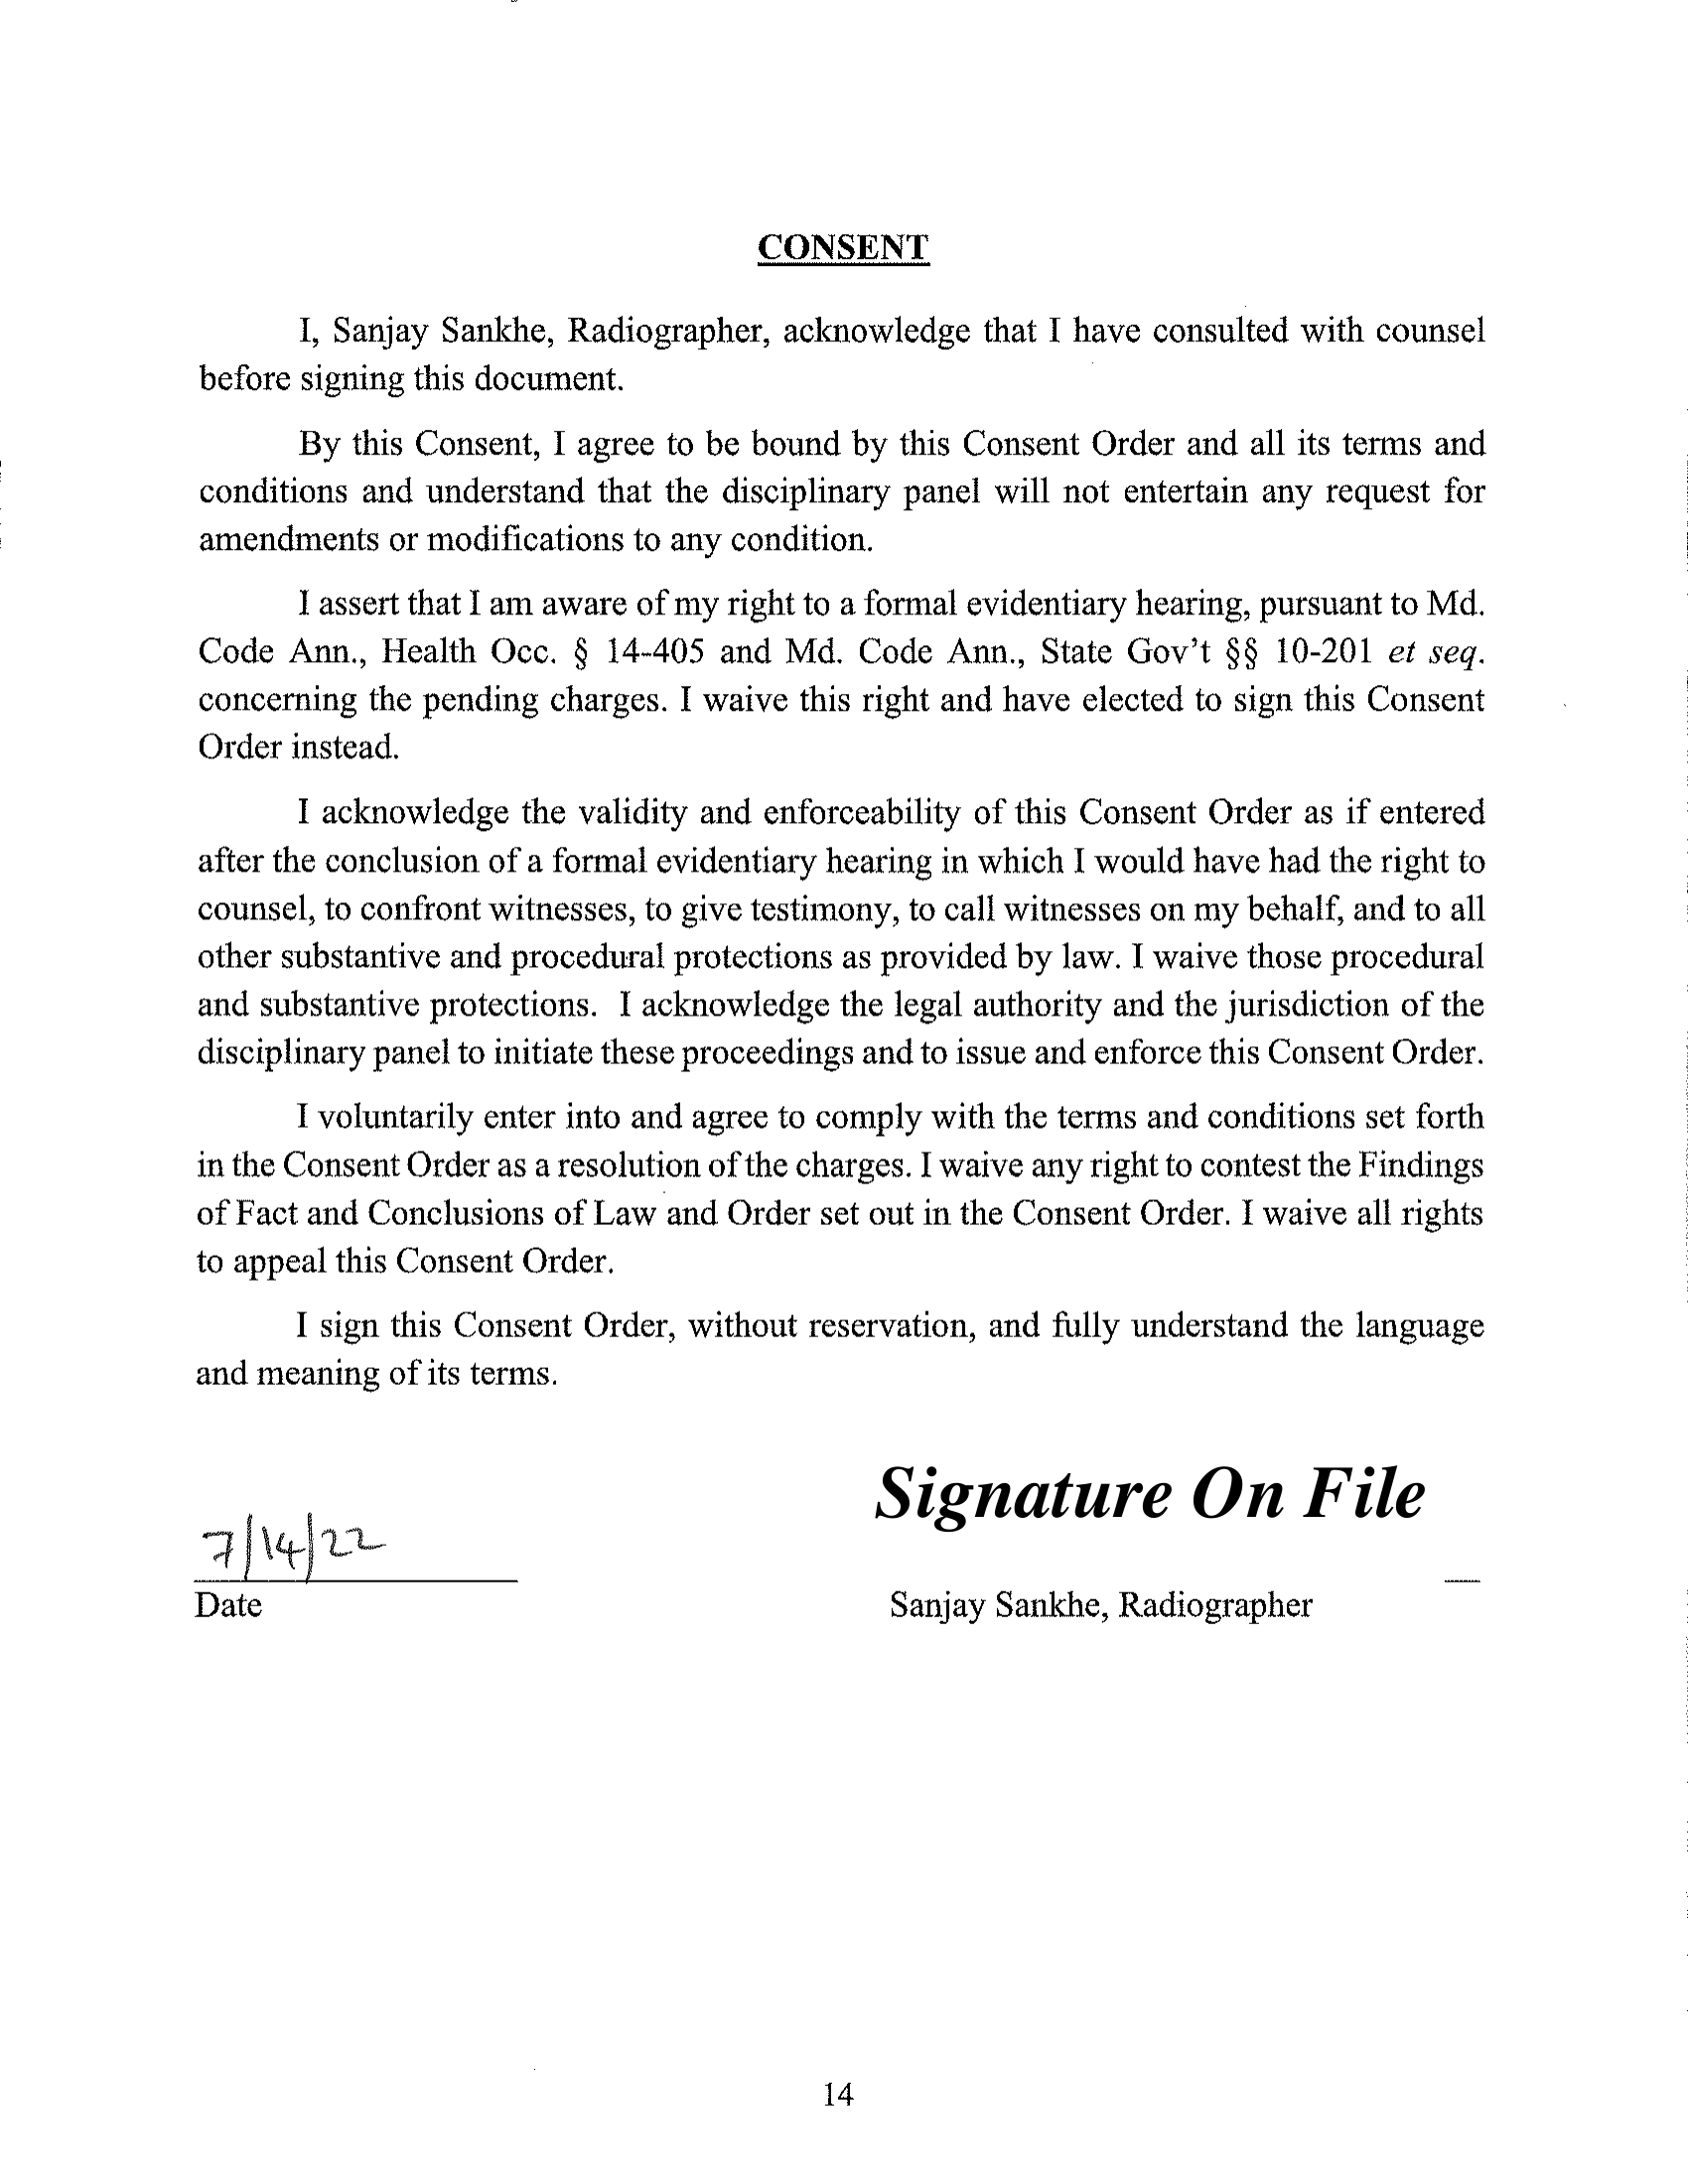 CONSENT
I, Sanjay Sankhe, Radiographer, acknowledge that I have consulted with counsel
before signing this document.
By this Consent, I agree to be bound by this Consent Order and all its terms and
conditions and understand that the disciplinary panel will not entertain any request for
amendments or modifications to any condition.
I assert that I am aware of my right to a formal evidentiary hearing, pursuant to Md.
Code Ann., Health Occ. § 14-405 and Md. Code Ann., State Gov't §§ 10-201 et seq.
concerning the pending charges. I waive this right and have elected to sign this Consent
Order instead.
I acknowledge the validity and enforceability of this Consent Order as if entered
after the conclusion of a formal evidentiary hearing in which I would have had the right to
counsel, to confront witnesses, to give testimony, to call witnesses on my behalf, and to all
other substantive and procedural protections as provided by law. I waive those procedural
and substantive protections. I acknowledge the legal authority and the jurisdiction of the
disciplinary panel to initiate these proceedings and to issue and enforce this Consent Order.
I voluntarily enter into and agree to comply with the terms and conditions set forth
in the Consent Order as a resolution of the charges. I waive any right to contest the Findings
of Fact and Conclusions of Law and Order set out in the Consent Order. I waive all rights
to appeal this Consent Order.
I sign this Consent Order, without reservation, and fully understand the language
and meaning of its terms.
Signature On File
7/14/22
Date
Sanjay Sankhe, Radiographer
14